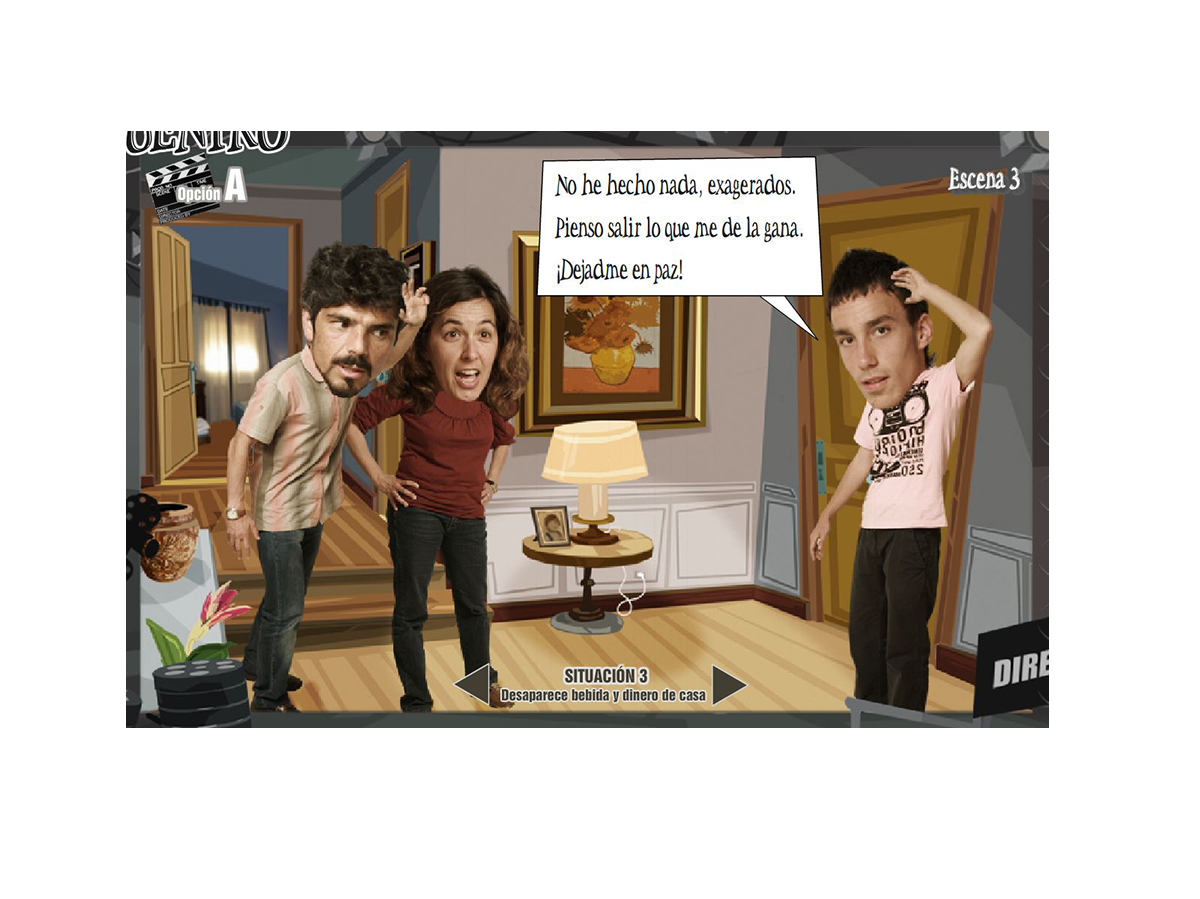 Opción A
Escena 3
No he hecho nada, exagerados.
Pienso salir lo que me de la gana.
¡Dejadme en paz!
SITUACIÓN 3
Desaparece bebida y dinero de casa
DIRE